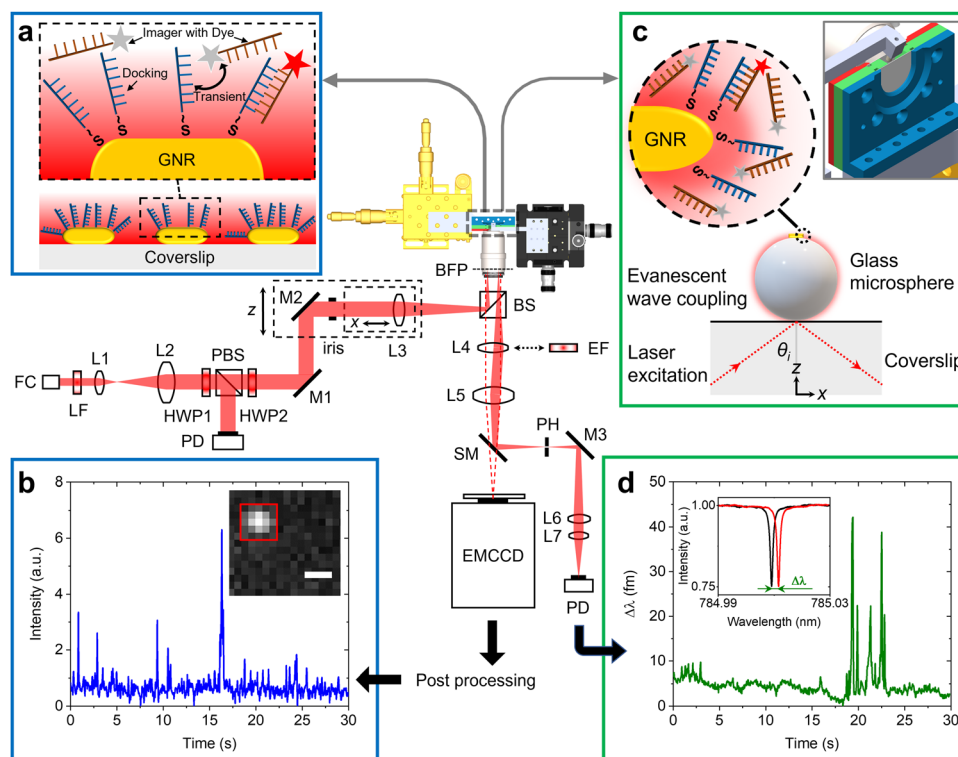 a
Imager with Dye
Docking
Transient
~S
~S
S~
S~
GNR
Coverslip
c
S~
S~
S~
S~
GNR
Evanescent
wave coupling
Glass
microsphere
Laser
excitation
θi
z
x
Coverslip
BFP
BS
M2
z
x
iris
L3
L4
EF
L5
L1
L2
PBS
FC
LF
HWP1
HWP2
M1
PD
PH
M3
SM
L6
L7
EMCCD
PD
Post processing
b
Intensity (a.u.)
8
6
4
2
0
0
5
10
15
20
25
30
Time (s)
d
Δλ (fm)
50
40
30
20
10
0
0
5
10
15
20
25
30
Time (s)
Intensity (a.u.)
1.00
0.75
Δλ
784.99
785.03
Wavelength (nm)